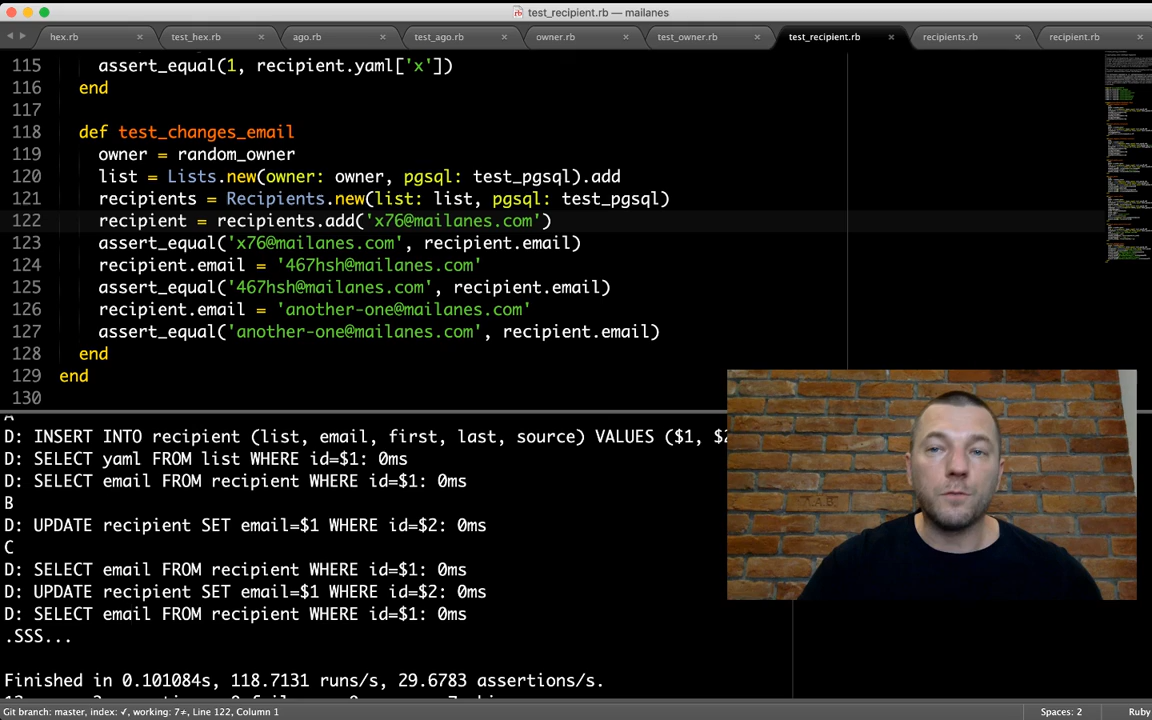 test_recipient.rb — mailanes
hex.rb × test_hex.rb × ago.rb × test_ago.rb × owner.rb × test_owner.rb × test_recipient.rb × recipients.rb × recipient.rb ×
115 assert_equal(1, recipient.yaml['x'])
116 end
117
118 def test_changes_email
119 owner = random_owner
120 list = Lists.new(owner: owner, pgsql: test_pgsql).add
121 recipients = Recipients.new(list: list, pgsql: test_pgsql)
122 recipient = recipients.add('x76@mailanes.com')
123 assert_equal('x76@mailanes.com', recipient.email)
124 recipient.email = '467hsh@mailanes.com'
125 assert_equal('467hsh@mailanes.com', recipient.email)
126 recipient.email = 'another-one@mailanes.com'
127 assert_equal('another-one@mailanes.com', recipient.email)
128 end
129 end
130
D: INSERT INTO recipient (list, email, first, last, source) VALUES ($1, $2
D: SELECT yaml FROM list WHERE id=$1: 0ms
D: SELECT email FROM recipient WHERE id=$1: 0ms
B
D: UPDATE recipient SET email=$1 WHERE id=$2: 0ms
C
D: SELECT email FROM recipient WHERE id=$1: 0ms
D: UPDATE recipient SET email=$1 WHERE id=$2: 0ms
D: SELECT email FROM recipient WHERE id=$1: 0ms
.SSS...
Finished in 0.101084s, 118.7131 runs/s, 29.6783 assertions/s.
Git branch: master, index: ✓, working: 7≠, Line 122, Column 1
Spaces: 2
Ruby